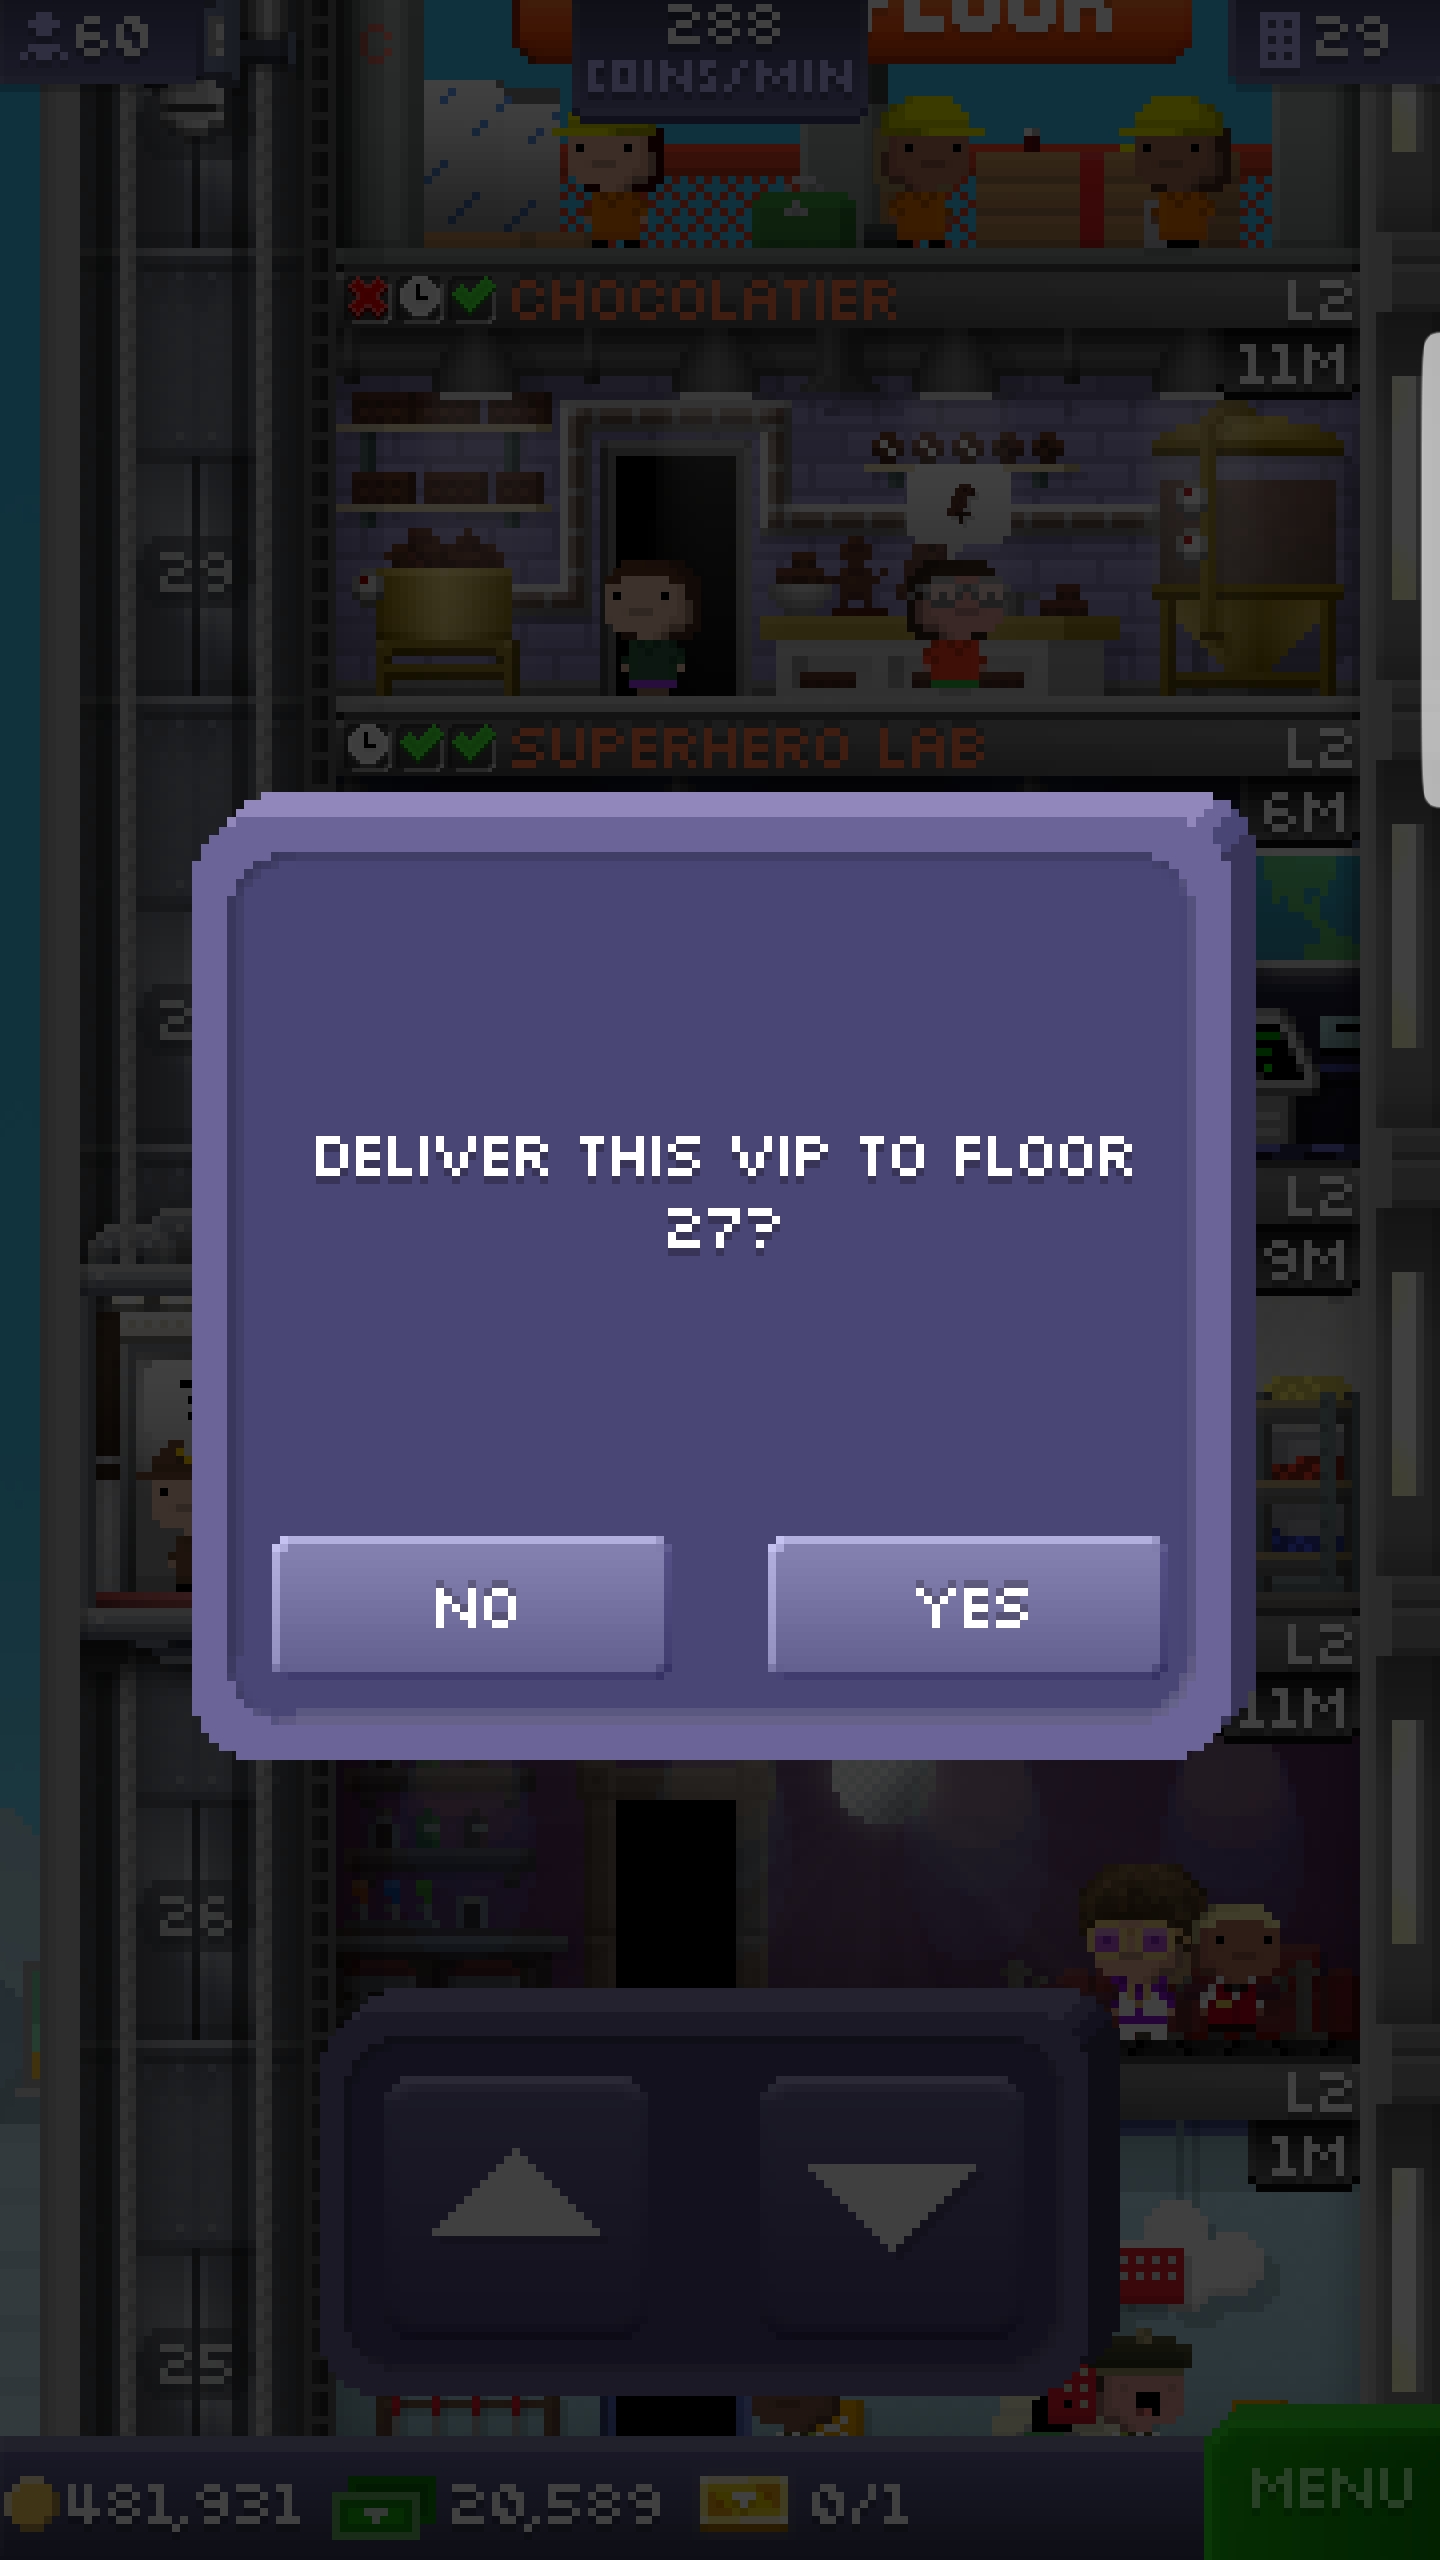 60
288
COINS/MIN
29
FLOOR
CHOCOLATIER L2
11M
29
SUPERHERO LAB L2
6M
DELIVER THIS VIP TO FLOOR
27?
NO YES
L2
9M
L2
11M
26
L2
1M
25
481,931 20,589 0/1 MENU